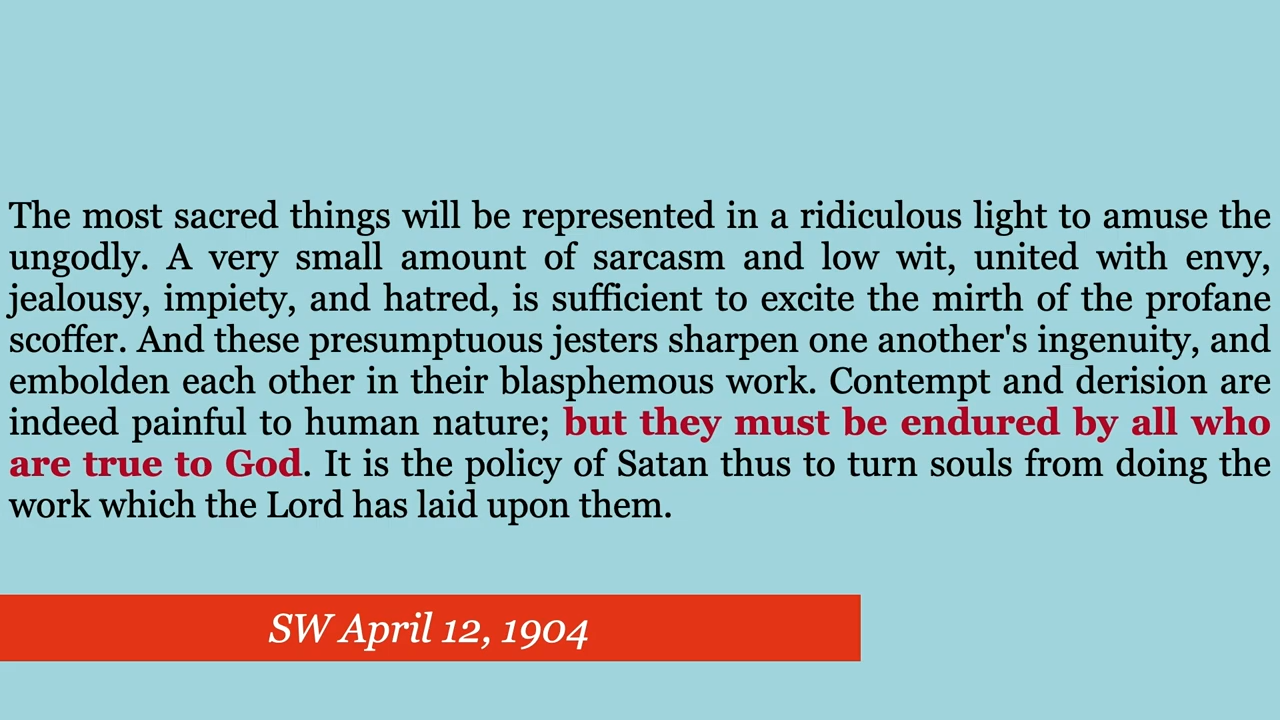 The most sacred things will be represented in a ridiculous light to amuse the
ungodly. A very small amount of sarcasm and low wit, united with envy,
jealousy, impiety, and hatred, is sufficient to excite the mirth of the profane
scoffer. And these presumptuous jesters sharpen one another's ingenuity, and
embolden each other in their blasphemous work. Contempt and derision are
indeed painful to human nature; but they must be endured by all who
are true to God. It is the policy of Satan thus to turn souls from doing the
work which the Lord has laid upon them.
SW April 12, 1904